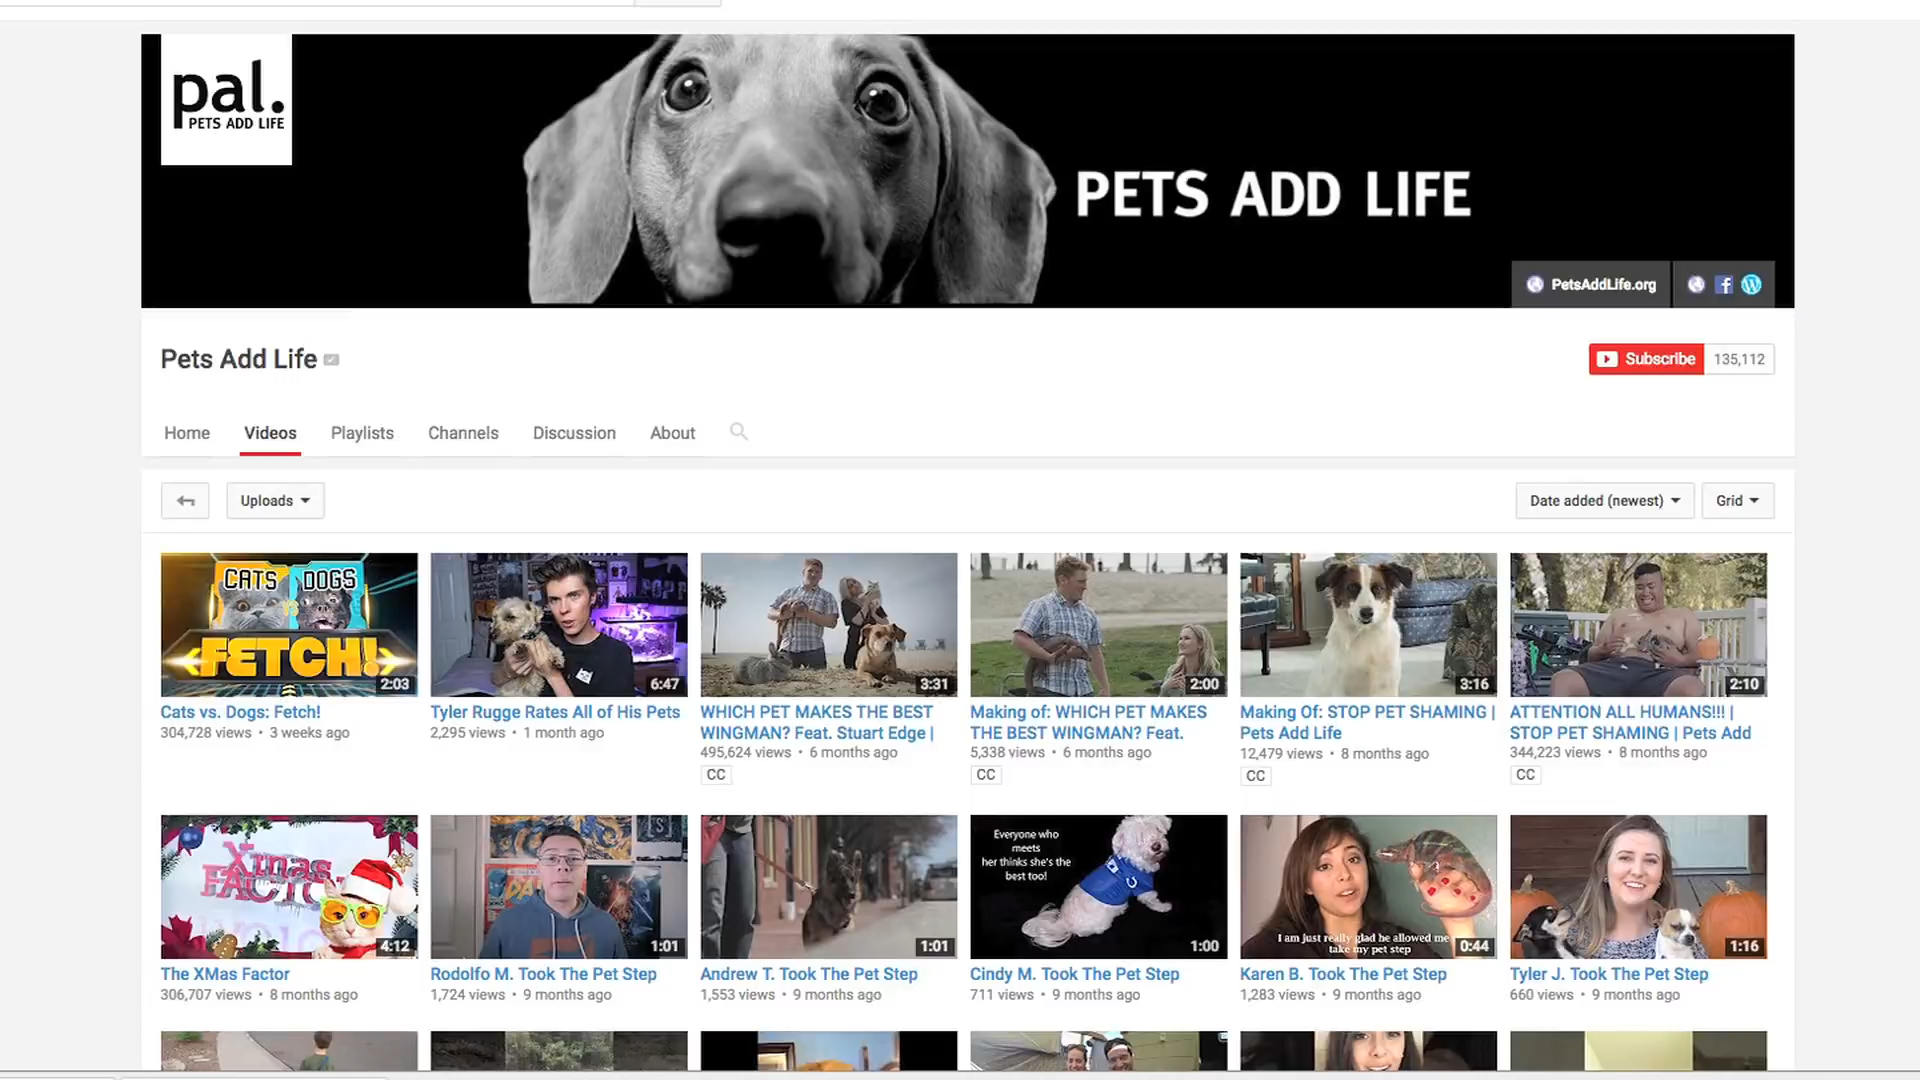 pal.
PETS ADD LIFE
PETS ADD LIFE
PetsAddLife.org
Pets Add Life
Subscribe 135,112
Home Videos Playlists Channels Discussion About
Uploads
Date added (newest) Grid
CATS VS DOGS
FETCH!
2:03
6:47
3:31
2:00
3:16
2:10
Cats vs. Dogs: Fetch!
304,728 views • 3 weeks ago
Tyler Rugge Rates All of His Pets
2,295 views • 1 month ago
WHICH PET MAKES THE BEST
WINGMAN? Feat. Stuart Edge |
495,624 views • 6 months ago
CC
Making of: WHICH PET MAKES
THE BEST WINGMAN? Feat.
5,338 views • 6 months ago
CC
Making Of: STOP PET SHAMING |
Pets Add Life
12,479 views • 8 months ago
CC
ATTENTION ALL HUMANS!!! |
STOP PET SHAMING | Pets Add
344,223 views • 8 months ago
CC
Xmas
FACTO
4:12
1:01
1:01
Everyone who
meets
her thinks she's the
best too!
1:00
I am just really glad he allowed me
take my pet step
0:44
1:16
The XMas Factor
306,707 views • 8 months ago
Rodolfo M. Took The Pet Step
1,724 views • 9 months ago
Andrew T. Took The Pet Step
1,553 views • 9 months ago
Cindy M. Took The Pet Step
711 views • 9 months ago
Karen B. Took The Pet Step
1,283 views • 9 months ago
Tyler J. Took The Pet Step
660 views • 9 months ago